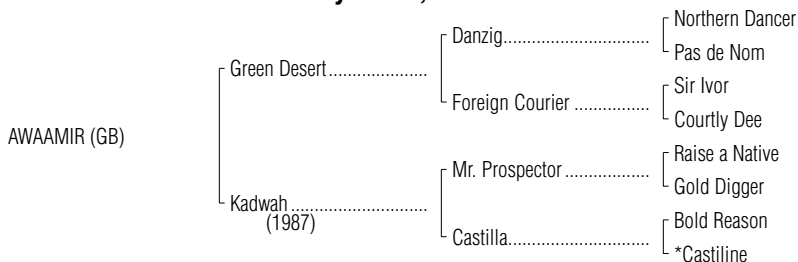 Northern Dancer
Danzig
Pas de Nom
Green Desert
Sir Ivor
Foreign Courier
Courtly Dee
AWAAMIR (GB)
Raise a Native
Mr. Prospector
Gold Digger
Kadwah
(1987)
Bold Reason
Castilla
*Castiline